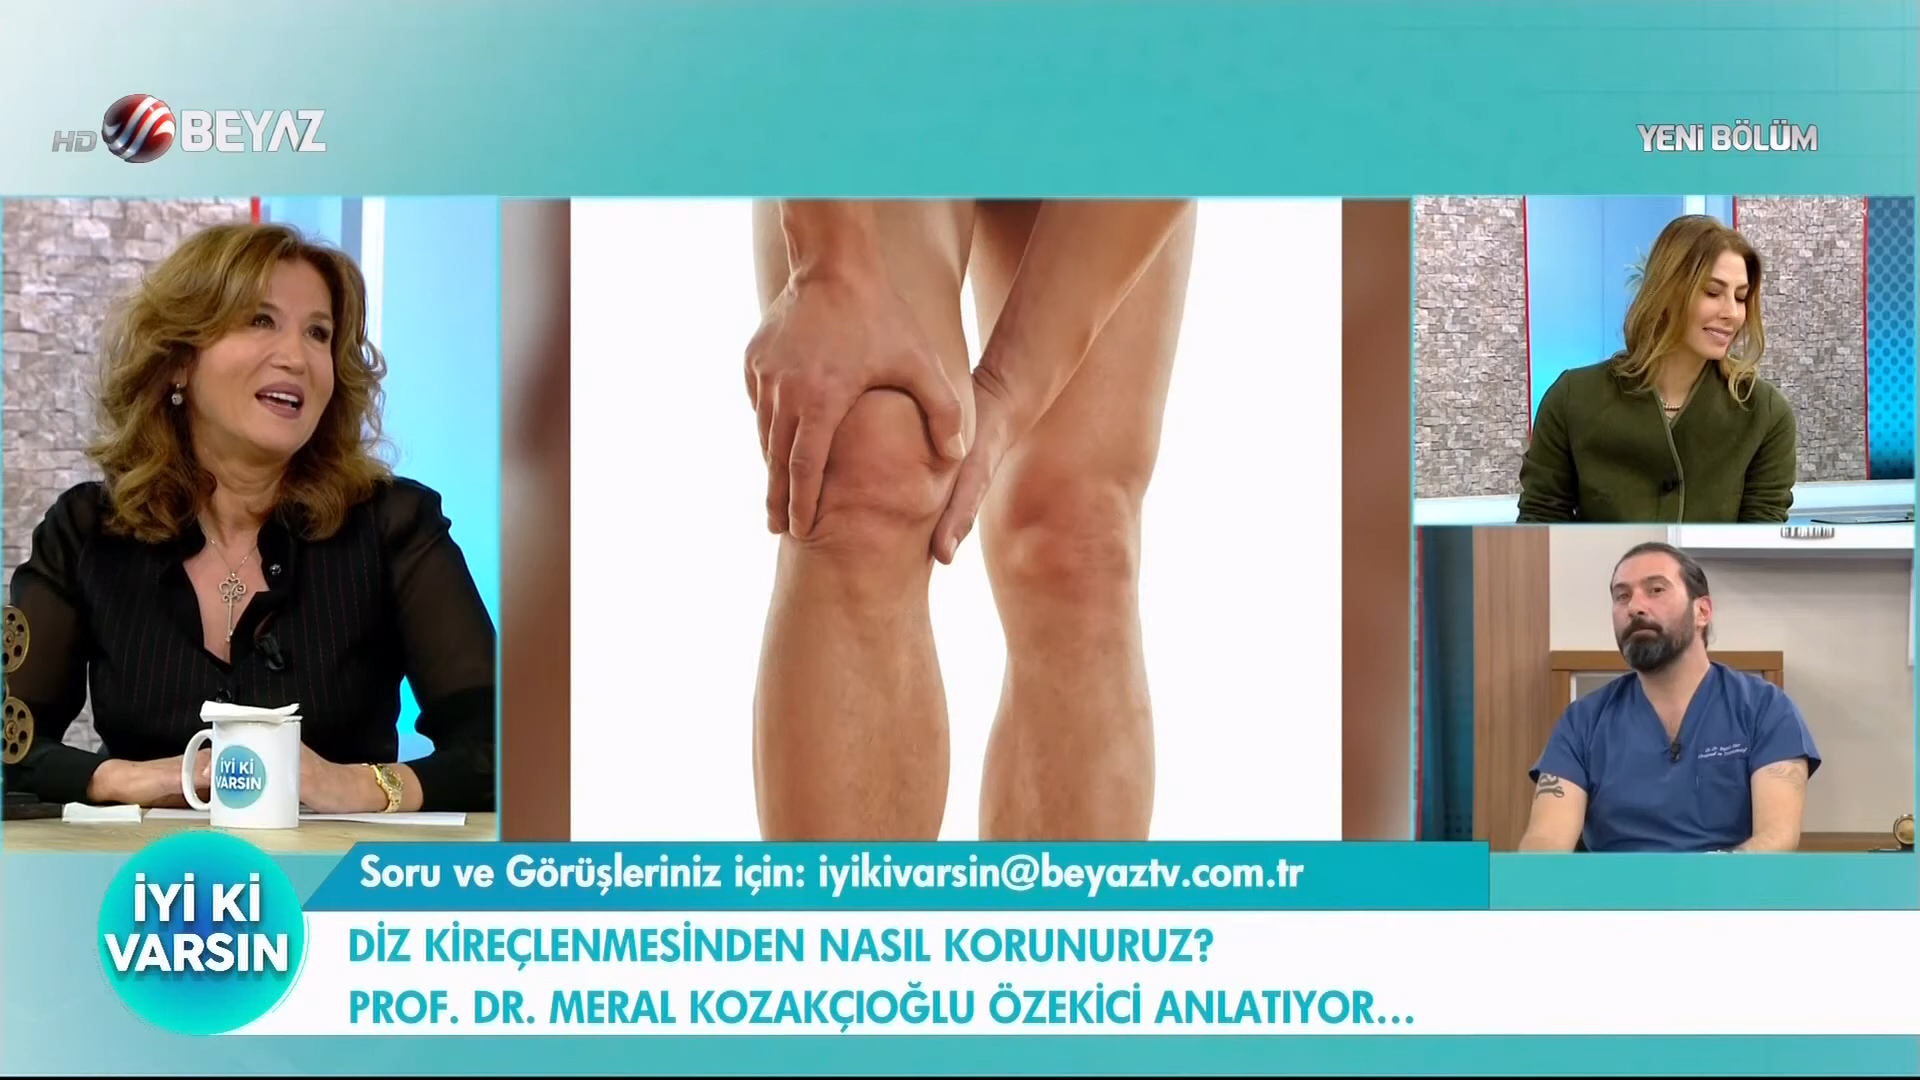 HD BEYAZ
YENİ BÖLÜM
İYİ Kİ
VARSIN
Soru ve Görüşleriniz için: iyikivarsin@beyaztv.com.tr
İYİ Kİ
VARSIN
DİZ KİREÇLENMESİNDEN NASIL KORUNURUZ?
PROF. DR. MERAL KOZAKÇIOĞLU ÖZEKİCİ ANLATIYOR...